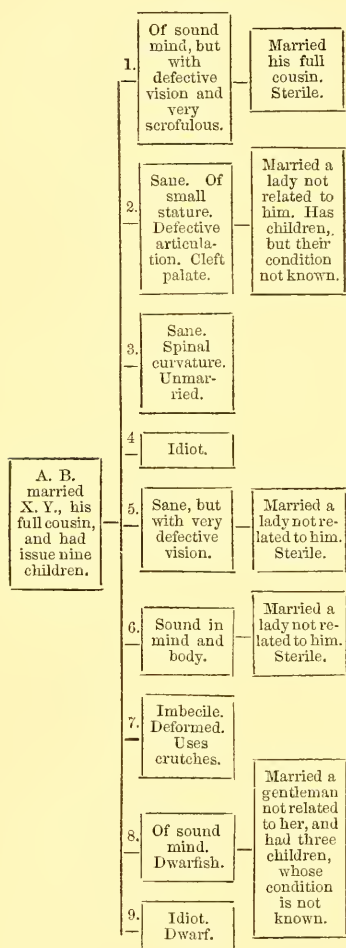 1.
Of sound
mind, but
with
defective
vision and
very
scrofulous.
Married
his full
cousin.
Sterile.
2.
Sane. Of
small
stature.
Defective
articula-
tion. Cleft
palate.
Married a
lady not
related to
him. Has
children,
but their
condition
not known.
3.
Sane.
Spinal
curvature.
Unmar-
ried.
4
Idiot.
A. B.
married
X. Y., his
full cousin,
and had
issue nine
children.
5.
Sane, but
with very
defective
vision.
Married a
lady not re-
lated to him.
Sterile.
6.
Sound in
mind and
body.
Married a
lady not re-
lated to him.
Sterile.
7.
Imbecile.
Deformed.
Uses
crutches.
8.
Of sound
mind.
Dwarfish.
Married a
gentleman
not related
to her, and
had three
children,
whose
condition
is not
known.
9.
Idiot.
Dwarf.